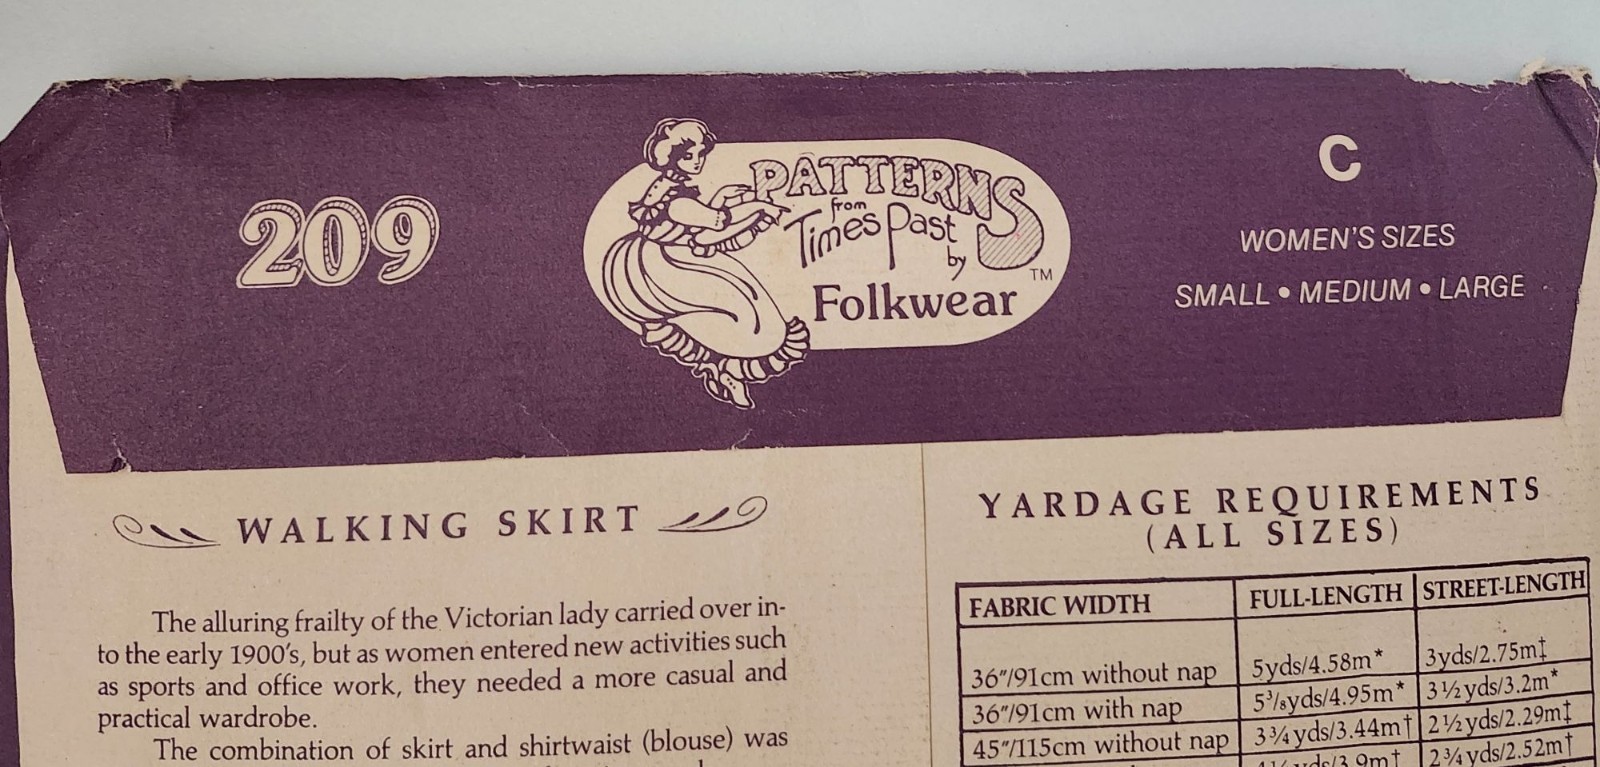 209
PATTERNS
from
Times Past
by
Folkwear
TM
C
WOMEN'S SIZES
SMALL • MEDIUM • LARGE
WALKING SKIRT
The alluring frailty of the Victorian lady carried over in-
to the early 1900's, but as women entered new activities such
as sports and office work, they needed a more casual and
practical wardrobe.
The combination of skirt and shirtwaist (blouse) was
YARDAGE REQUIREMENTS
(ALL SIZES)
FABRIC WIDTH FULL-LENGTH STREET-LENGTH
36"/91cm without nap 5yds/4.58m* 3yds/2.75m‡
36"/91cm with nap 5³/₈yds/4.95m* 3½yds/3.2m*
45"/115cm without nap 3¾yds/3.44m† 2½yds/2.29m‡
yds/3.9m† 2¾yds/2.52m†